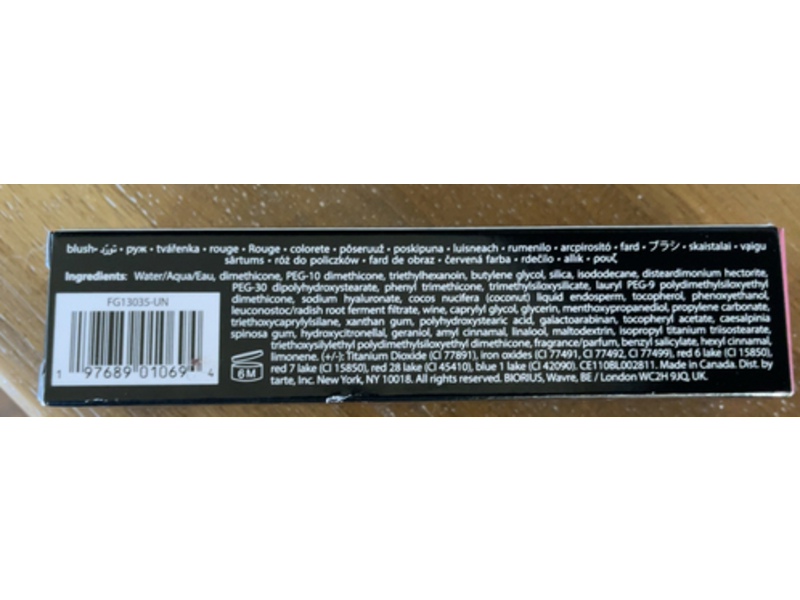 blush • توريد • руж • tvářenka • rouge • Rouge • colorete • põseruuž • poskipuna • luisneach • rumenilo • arcpirosító • fard • ブラシ • skaistalai • vaigu
sārtums • róż do policzków • fard de obraz • červená farba • rdečilo • allik • ρουζ
Ingredients: Water/Aqua/Eau, dimethicone, PEG-10 dimethicone, triethylhexanoin, butylene glycol, silica, isododecane, disteardimonium hectorite,
PEG-30 dipolyhydroxystearate, phenyl trimethicone, trimethylsiloxysilicate, lauryl PEG-9 polydimethylsiloxyethyl
dimethicone, sodium hyaluronate, cocos nucifera (coconut) liquid endosperm, tocopherol, phenoxyethanol,
leuconostoc/radish root ferment filtrate, wine, caprylyl glycol, glycerin, menthoxypropanediol, propylene carbonate,
triethoxycaprylylsilane, xanthan gum, polyhydroxystearic acid, galactoarabinan, tocopheryl acetate, caesalpinia
spinosa gum, hydroxycitronellal, geraniol, amyl cinnamal, linalool, maltodextrin, isopropyl titanium triisostearate,
triethoxysilylethyl polydimethylsiloxyethyl dimethicone, fragrance/parfum, benzyl salicylate, hexyl cinnamal,
limonene. (+/-): Titanium Dioxide (CI 77891), iron oxides (CI 77491, CI 77492, CI 77499), red 6 lake (CI 15850),
red 7 lake (CI 15850), red 28 lake (CI 45410), blue 1 lake (CI 42090). CE110BL002811. Made in Canada. Dist. by
tarte, Inc. New York, NY 10018. All rights reserved. BIORIUS, Wavre, BE / London WC2H 9JQ, UK.
FG13035-UN
1 97689 01069 4
6M